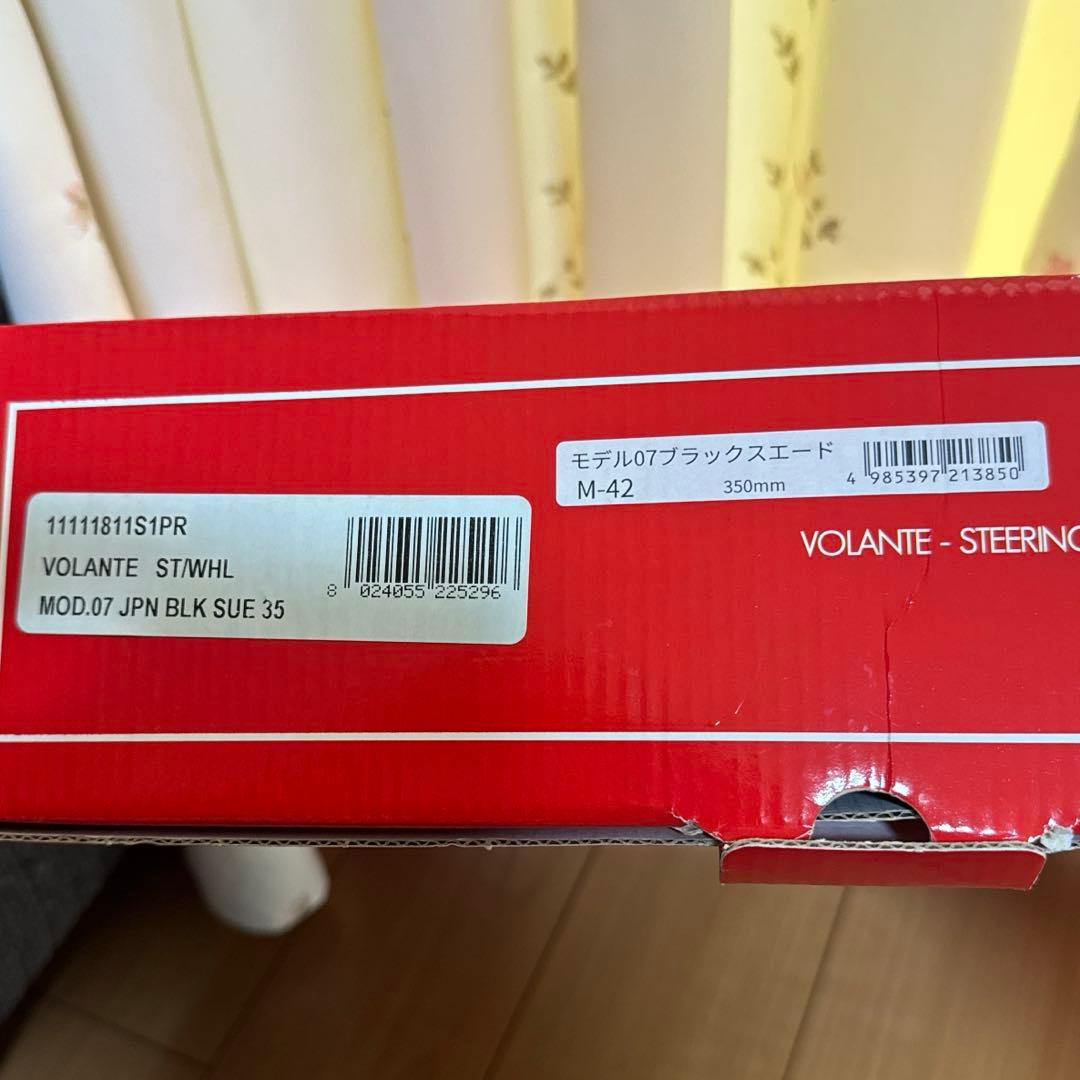 モデル07ブラックスエード
M-42 350mm
4 985397 213850
VOLANTE - STEERING
11111811S1PR
VOLANTE ST/WHL
MOD.07 JPN BLK SUE 35
8 024055 225296